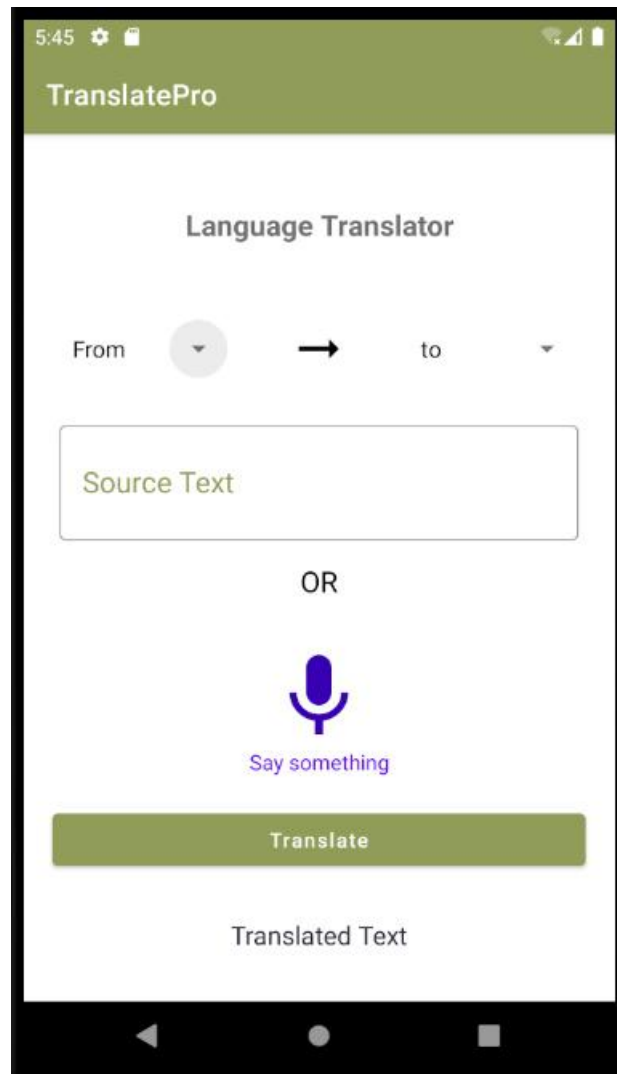 5:45
TranslatePro
Language Translator
From to
Source Text
OR
Say something
Translate
Translated Text